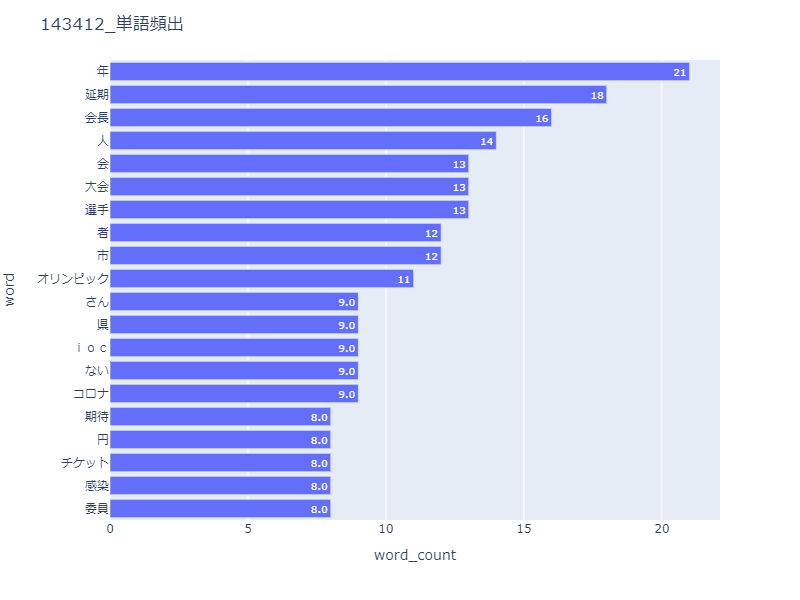 143412_単語頻出
年 21
延期 18
会長 16
人 14
会 13
大会 13
選手 13
者 12
市 12
オリンピック 11
さん 9.0
県 9.0
ｉｏｃ 9.0
ない 9.0
コロナ 9.0
期待 8.0
円 8.0
チケット 8.0
感染 8.0
委員 8.0
0 5 10 15 20
word_count
word